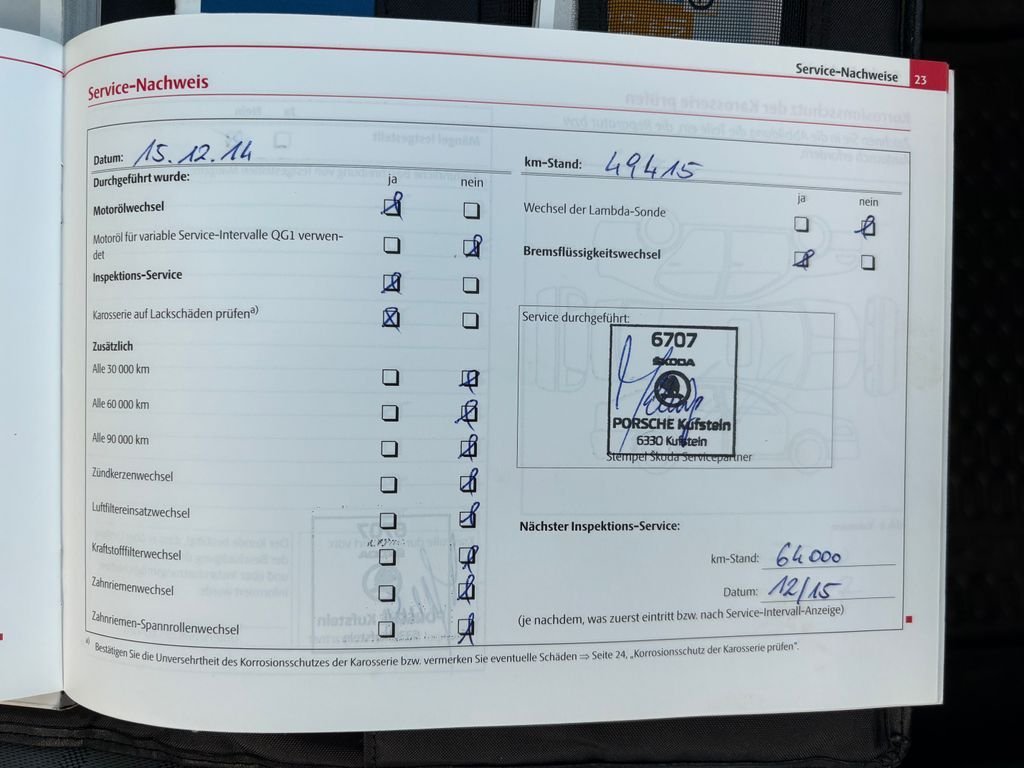 Service-Nachweise 23
Service-Nachweis
Datum: 15.12.14
km-Stand: 49415
Durchgeführt wurde:
ja nein
Motorölwechsel
Motoröl für variable Service-Intervalle QG1 verwen-
det
Inspektions-Service
Karosserie auf Lackschäden prüfen a)
Zusätzlich
Alle 30 000 km
Alle 60 000 km
Alle 90 000 km
Zündkerzenwechsel
Luftfiltereinsatzwechsel
Kraftstofffilterwechsel
Zahnriemenwechsel
Zahnriemen-Spannrollenwechsel
ja nein
Wechsel der Lambda-Sonde
Bremsflüssigkeitswechsel
Service durchgeführt:
6707
ŠKODA
PORSCHE Kufstein
6330 Kufstein
Stempel Škoda Servicepartner
Nächster Inspektions-Service:
km-Stand: 64000
Datum: 12/15
(je nachdem, was zuerst eintritt bzw. nach Service-Intervall-Anzeige)
a) Bestätigen Sie die Unversehrtheit des Korrosionsschutzes der Karosserie bzw. vermerken Sie eventuelle Schäden ⇒ Seite 24, „Korrosionsschutz der Karosserie prüfen“.